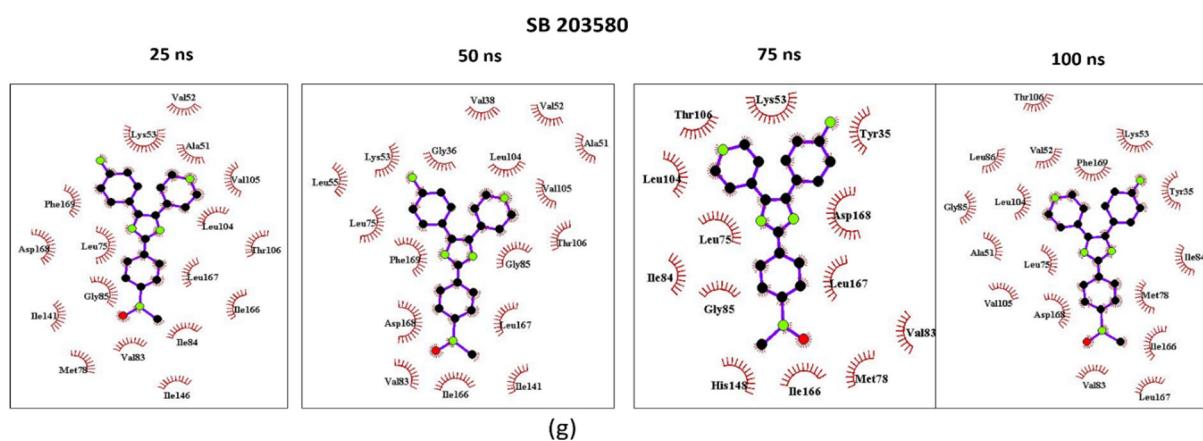 SB 203580
25 ns
50 ns
75 ns
100 ns
Val52
Lys53
Ala51
Val105
Phe169
Leu104
Asp168
Leu75
Thr106
Leu167
Gly85
Ile166
Ile141
Ile84
Val83
Met78
Ile146
Val38
Val52
Ala51
Lys53
Gly36
Leu104
Leu55
Val105
Leu75
Thr106
Phe169
Gly85
Asp168
Leu167
Val83
Ile166
Ile141
Lys53
Thr106
Tyr35
Leu104
Asp168
Leu75
Ile84
Leu167
Gly85
Val83
His148
Ile166
Met78
Thr106
Lys53
Val52
Leu86
Phe169
Tyr35
Leu104
Gly85
Ala51
Leu75
Ile84
Val105
Met78
Asp168
Ile166
Val83
Leu167
(g)